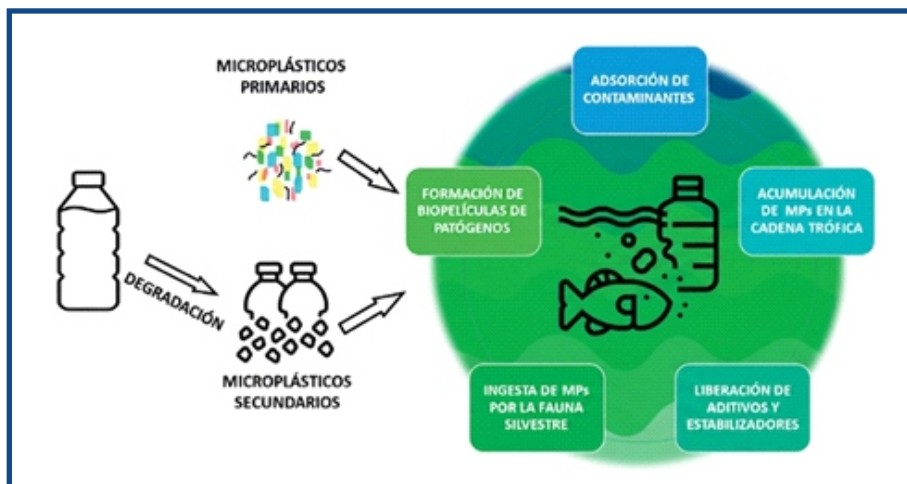 MICROPLÁSTICOS
PRIMARIOS
ADSORCIÓN DE
CONTAMINANTES
FORMACIÓN DE
BIOPELÍCULAS DE
PATÓGENOS
ACUMULACIÓN
DE MPs EN LA
CADENA TRÓFICA
DEGRADACIÓN
MICROPLÁSTICOS
SECUNDARIOS
INGESTA DE MPs
POR LA FAUNA
SILVESTRE
LIBERACIÓN DE
ADITIVOS Y
ESTABILIZADORES